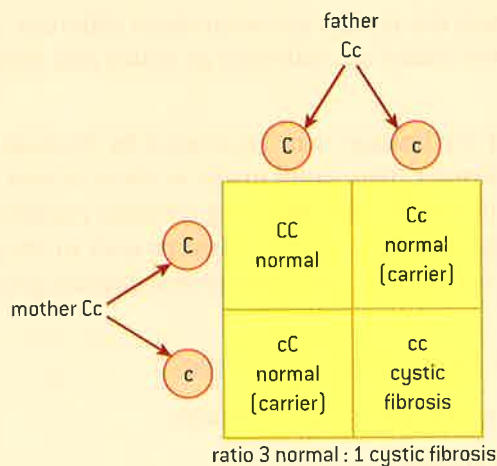 father
Cc
C
c
C
CC
normal
Cc
normal
(carrier)
mother Cc
c
cC
normal
(carrier)
cc
cystic
fibrosis
ratio 3 normal : 1 cystic fibrosis